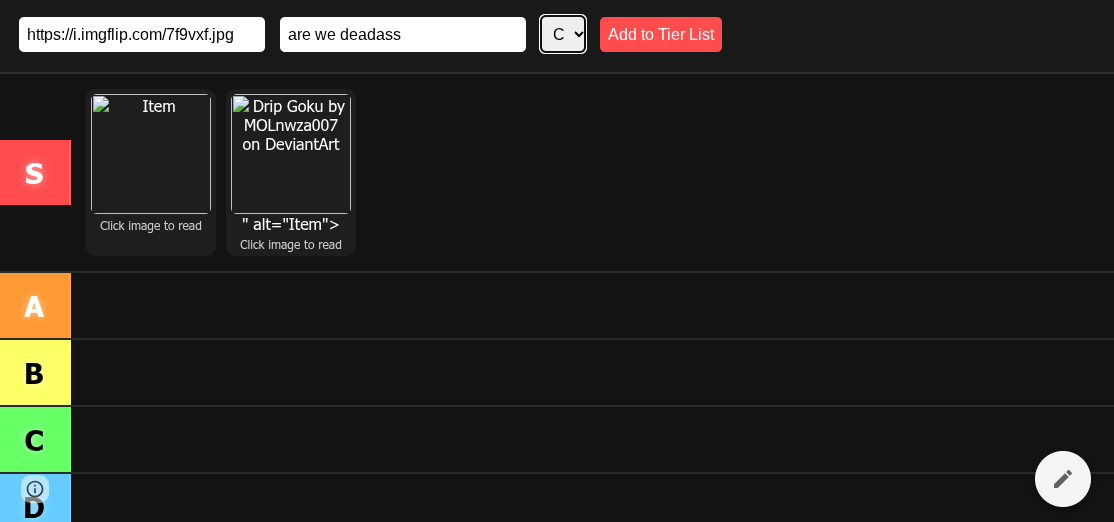 https://i.imgflip.com/7f9vxf.jpg
are we deadass
C
Add to Tier List
S
Item
Click image to read
Drip Goku by
MOLnwza007
on DeviantArt
" alt="Item">
Click image to read
A
B
C
D